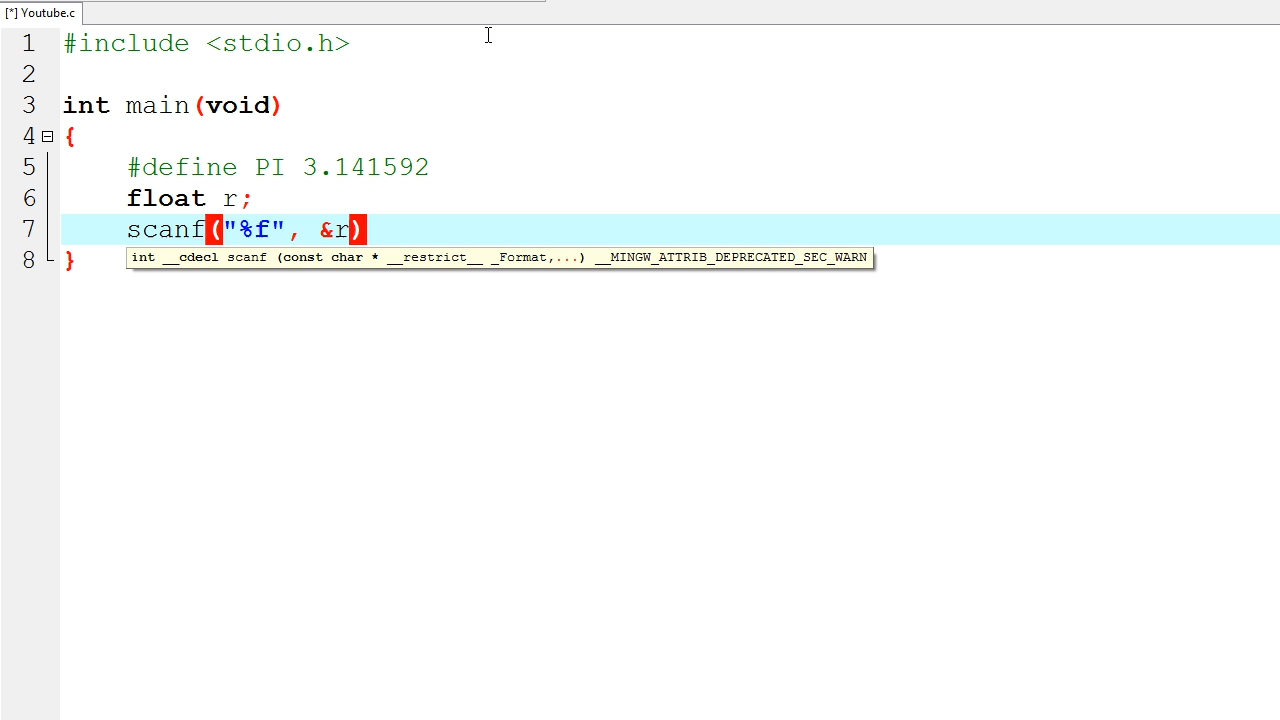 [*] Youtube.c
1 #include <stdio.h>
2
3 int main(void)
4 {
5 #define PI 3.141592
6 float r;
7 scanf("%f", &r)
8 }
int __cdecl scanf (const char * __restrict__ _Format,...) __MINGW_ATTRIB_DEPRECATED_SEC_WARN